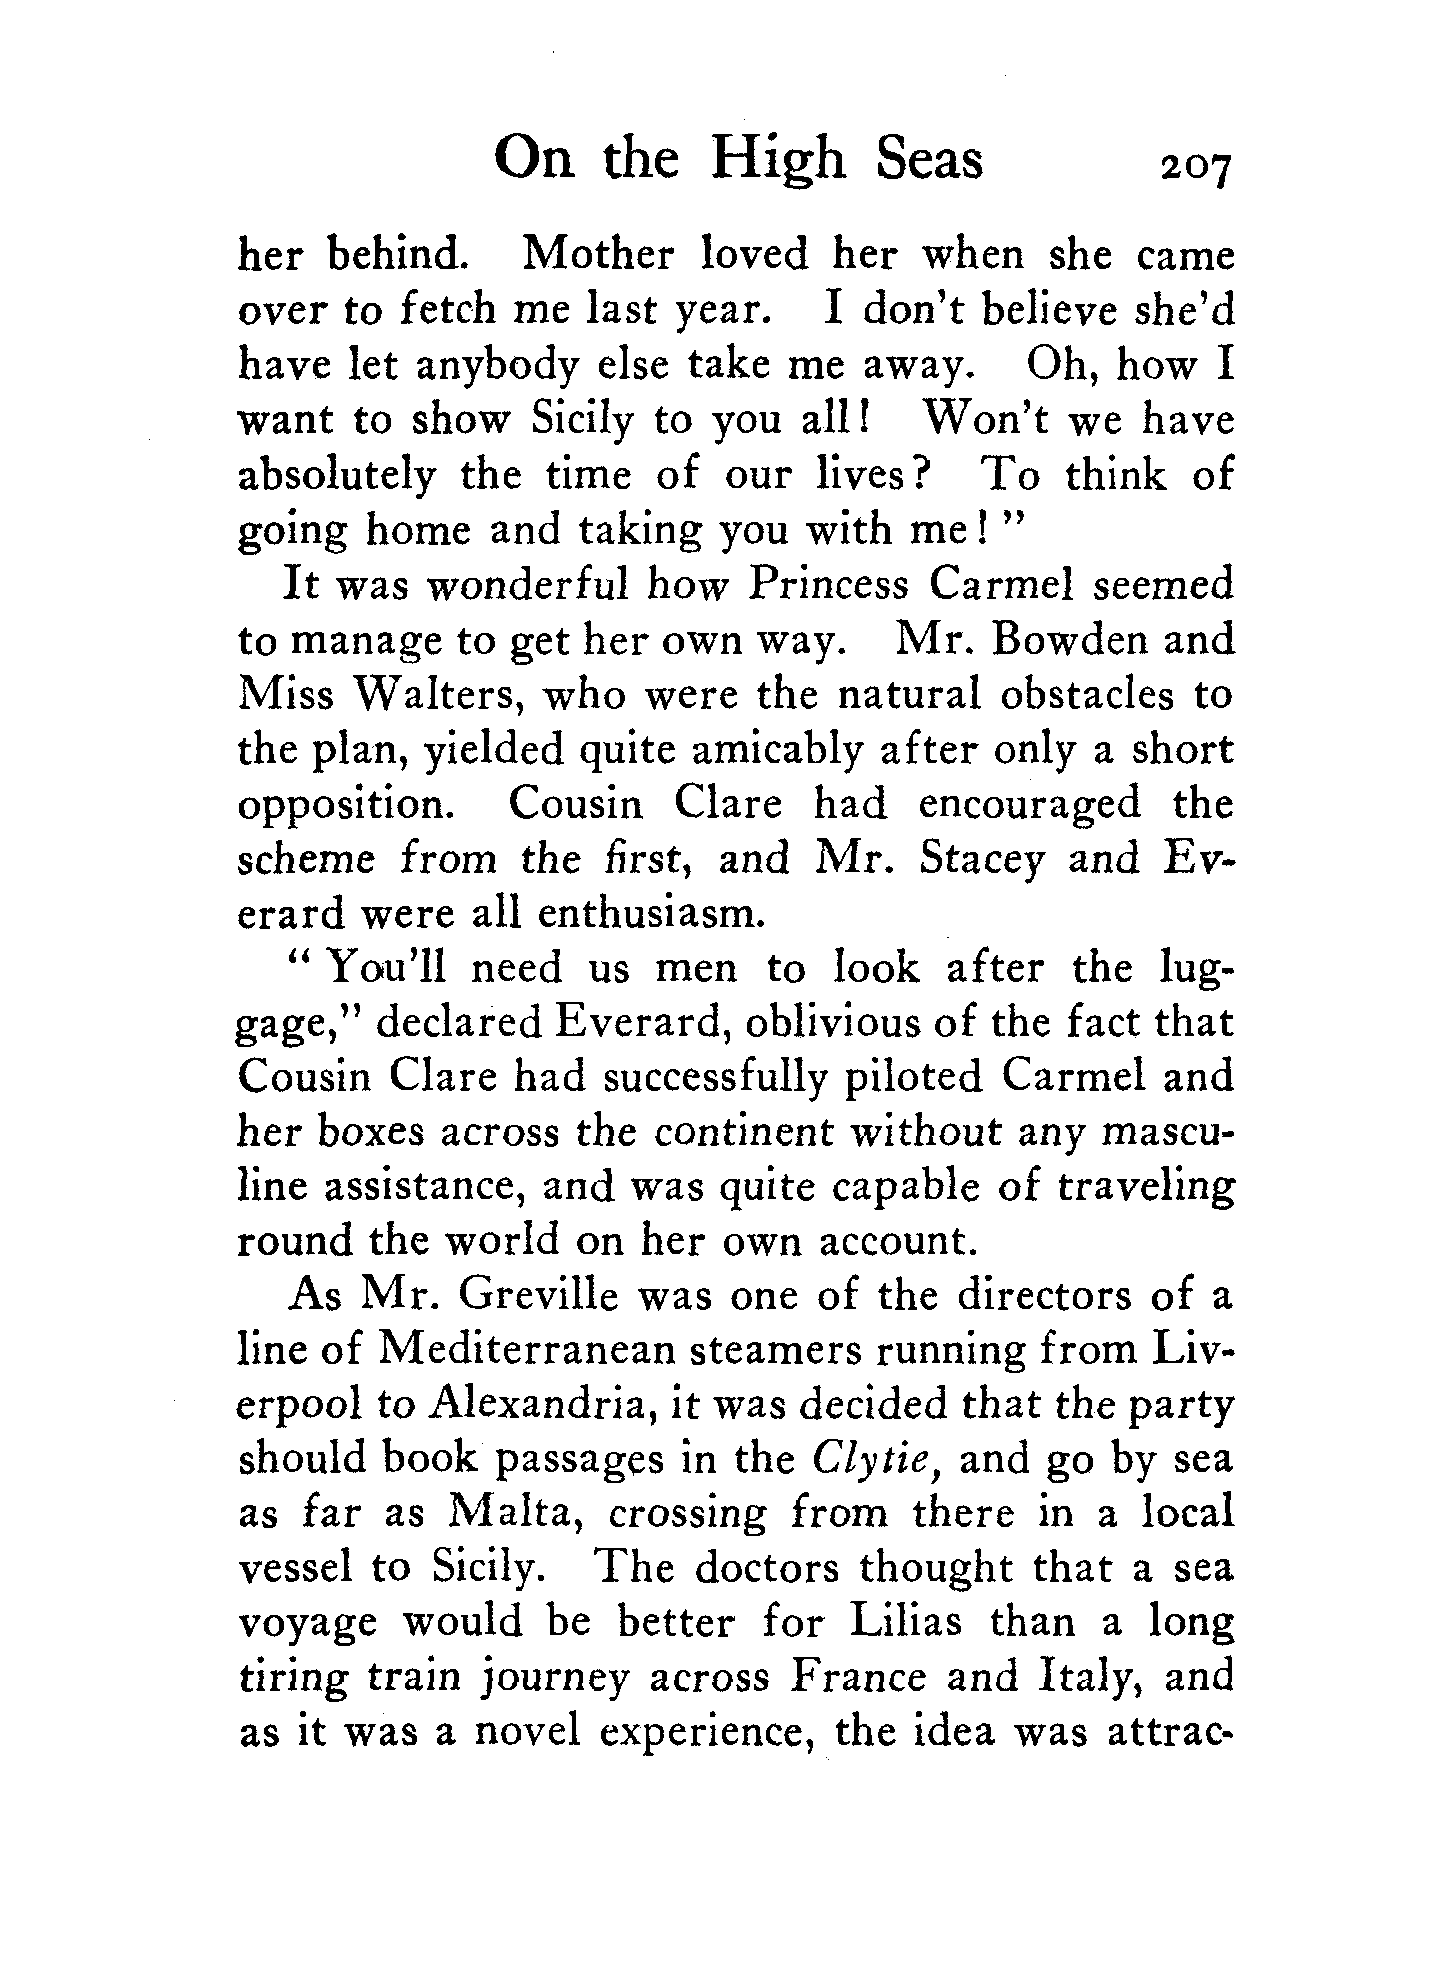 On the High Seas 207
her behind. Mother loved her when she came
over to fetch me last year. I don't believe she'd
have let anybody else take me away. Oh, how I
want to show Sicily to you all! Won't we have
absolutely the time of our lives? To think of
going home and taking you with me!"
It was wonderful how Princess Carmel seemed
to manage to get her own way. Mr. Bowden and
Miss Walters, who were the natural obstacles to
the plan, yielded quite amicably after only a short
opposition. Cousin Clare had encouraged the
scheme from the first, and Mr. Stacey and Ev-
erard were all enthusiasm.
"You'll need us men to look after the lug-
gage," declared Everard, oblivious of the fact that
Cousin Clare had successfully piloted Carmel and
her boxes across the continent without any mascu-
line assistance, and was quite capable of traveling
round the world on her own account.
As Mr. Greville was one of the directors of a
line of Mediterranean steamers running from Liv-
erpool to Alexandria, it was decided that the party
should book passages in the Clytie, and go by sea
as far as Malta, crossing from there in a local
vessel to Sicily. The doctors thought that a sea
voyage would be better for Lilias than a long
tiring train journey across France and Italy, and
as it was a novel experience, the idea was attrac-